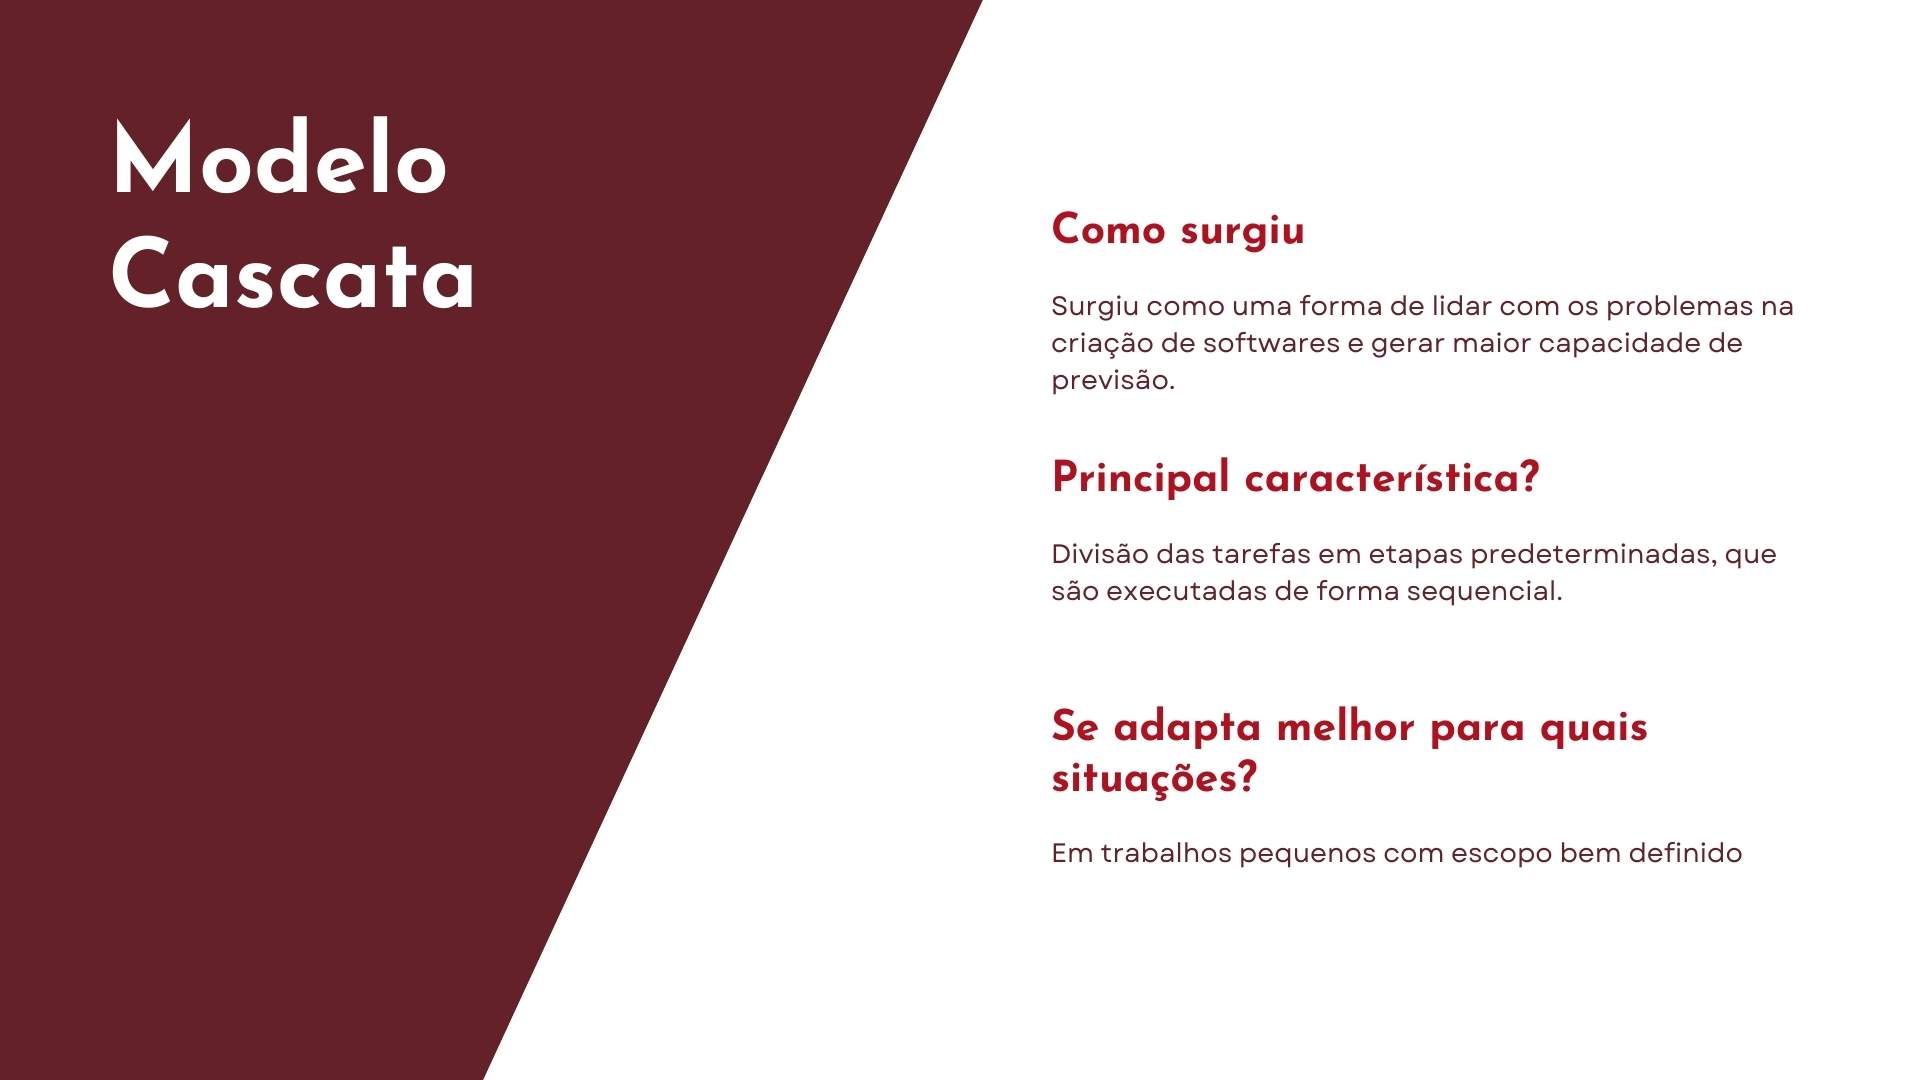 Modelo
Cascata
Como surgiu
Surgiu como uma forma de lidar com os problemas na
criação de softwares e gerar maior capacidade de
previsão.
Principal característica?
Divisão das tarefas em etapas predeterminadas, que
são executadas de forma sequencial.
Se adapta melhor para quais
situações?
Em trabalhos pequenos com escopo bem definido